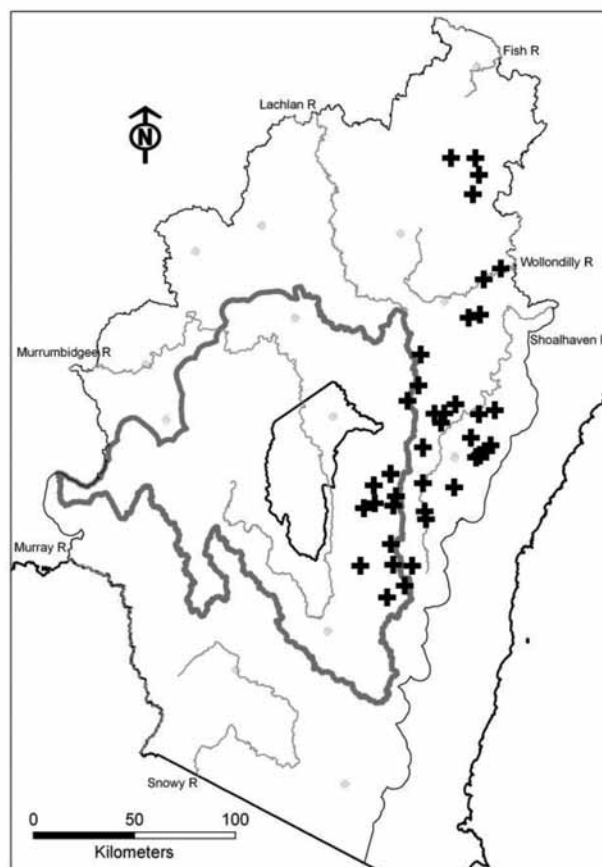 Fish R
Lachlan R
N
Wollondilly R
Shoalhaven
Murrumbidgee R
Murray R
Snowy R
0 50 100
Kilometers